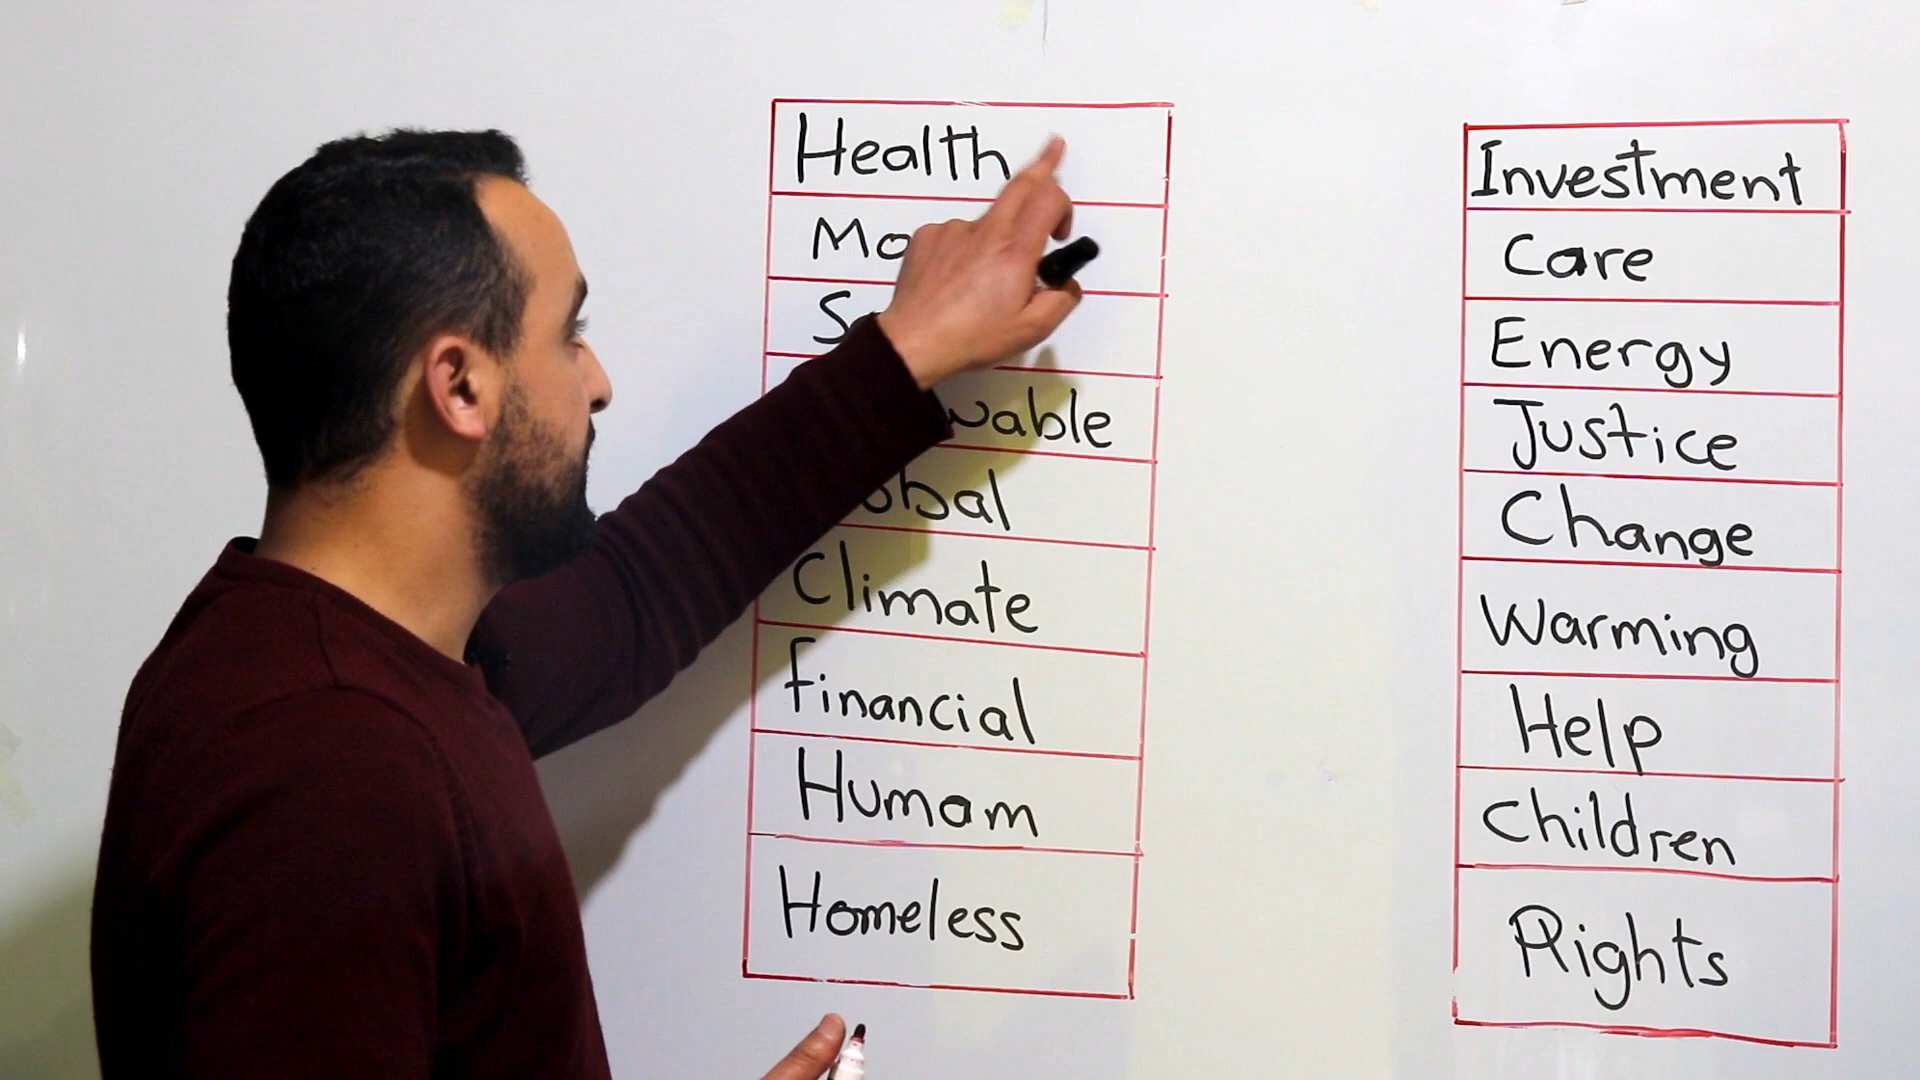 Health
Climate
Financial
Humam
Homeless
Investment
Care
Energy
Justice
Change
Warming
Help
Children
Rights